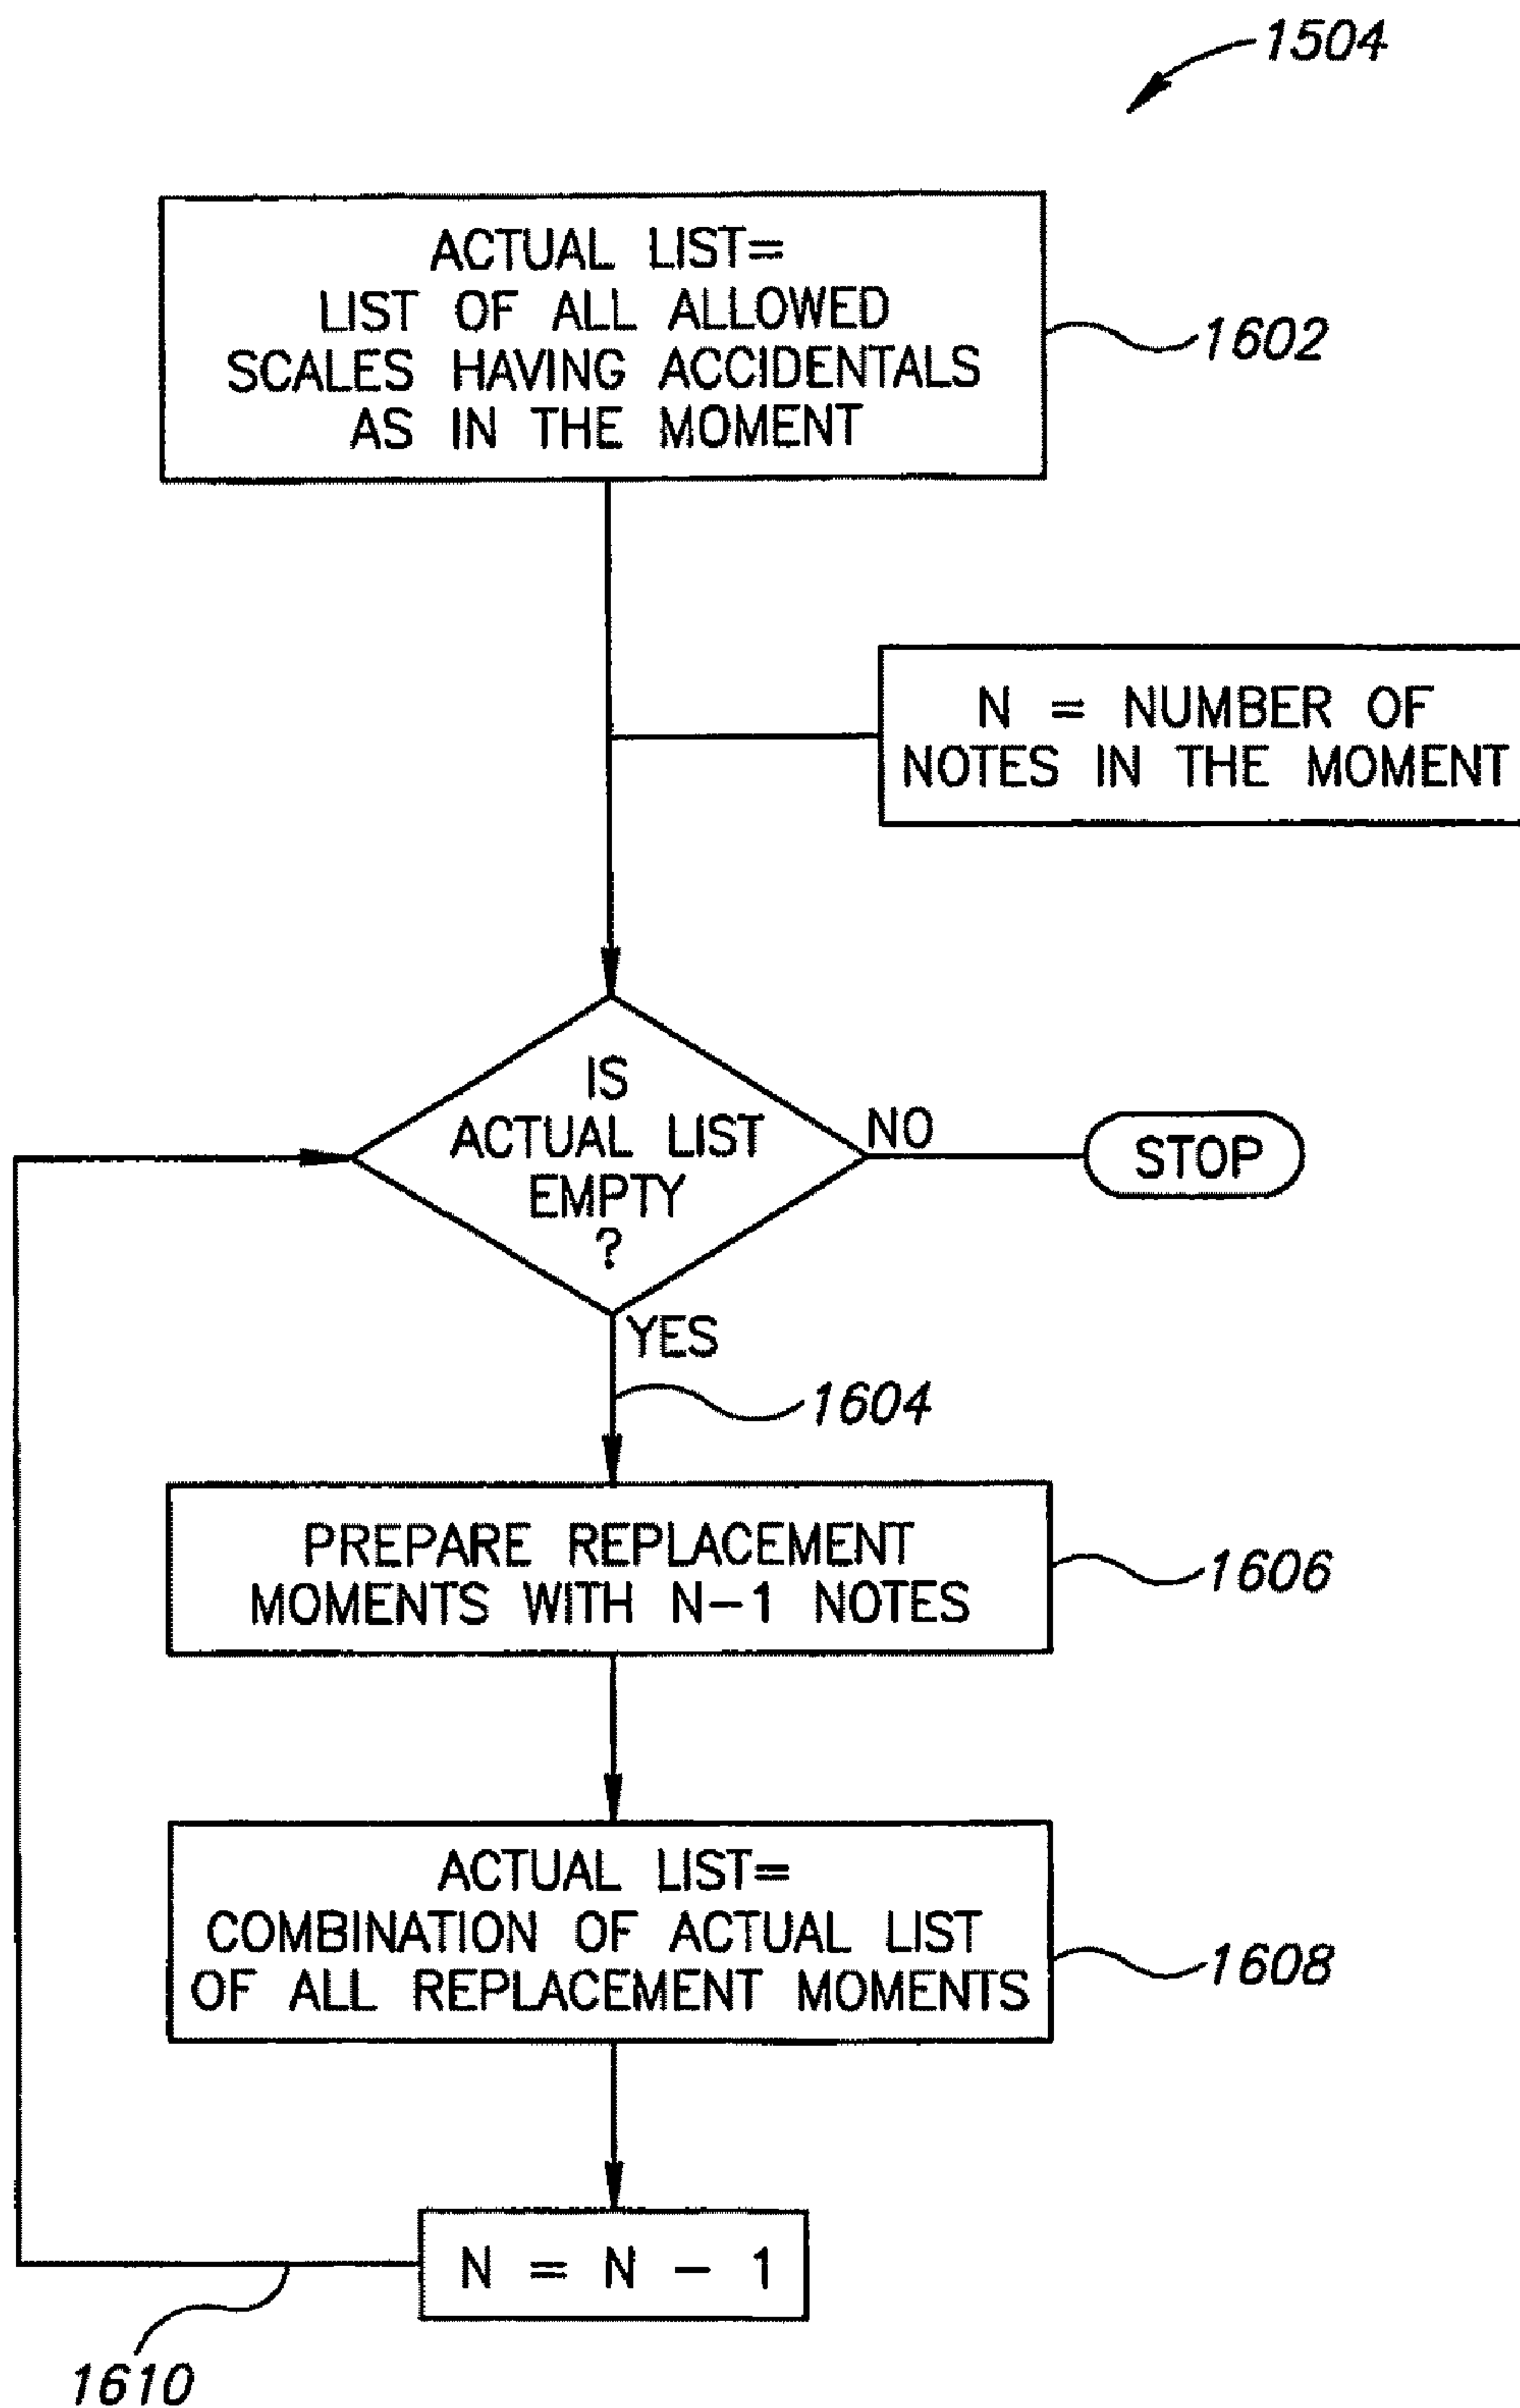 1504
ACTUAL LIST=
LIST OF ALL ALLOWED
SCALES HAVING ACCIDENTALS
AS IN THE MOMENT
1602
N = NUMBER OF
NOTES IN THE MOMENT
IS
ACTUAL LIST
EMPTY
?
NO
STOP
YES
1604
PREPARE REPLACEMENT
MOMENTS WITH N-1 NOTES
1606
ACTUAL LIST=
COMBINATION OF ACTUAL LIST
OF ALL REPLACEMENT MOMENTS
1608
N = N - 1
1610